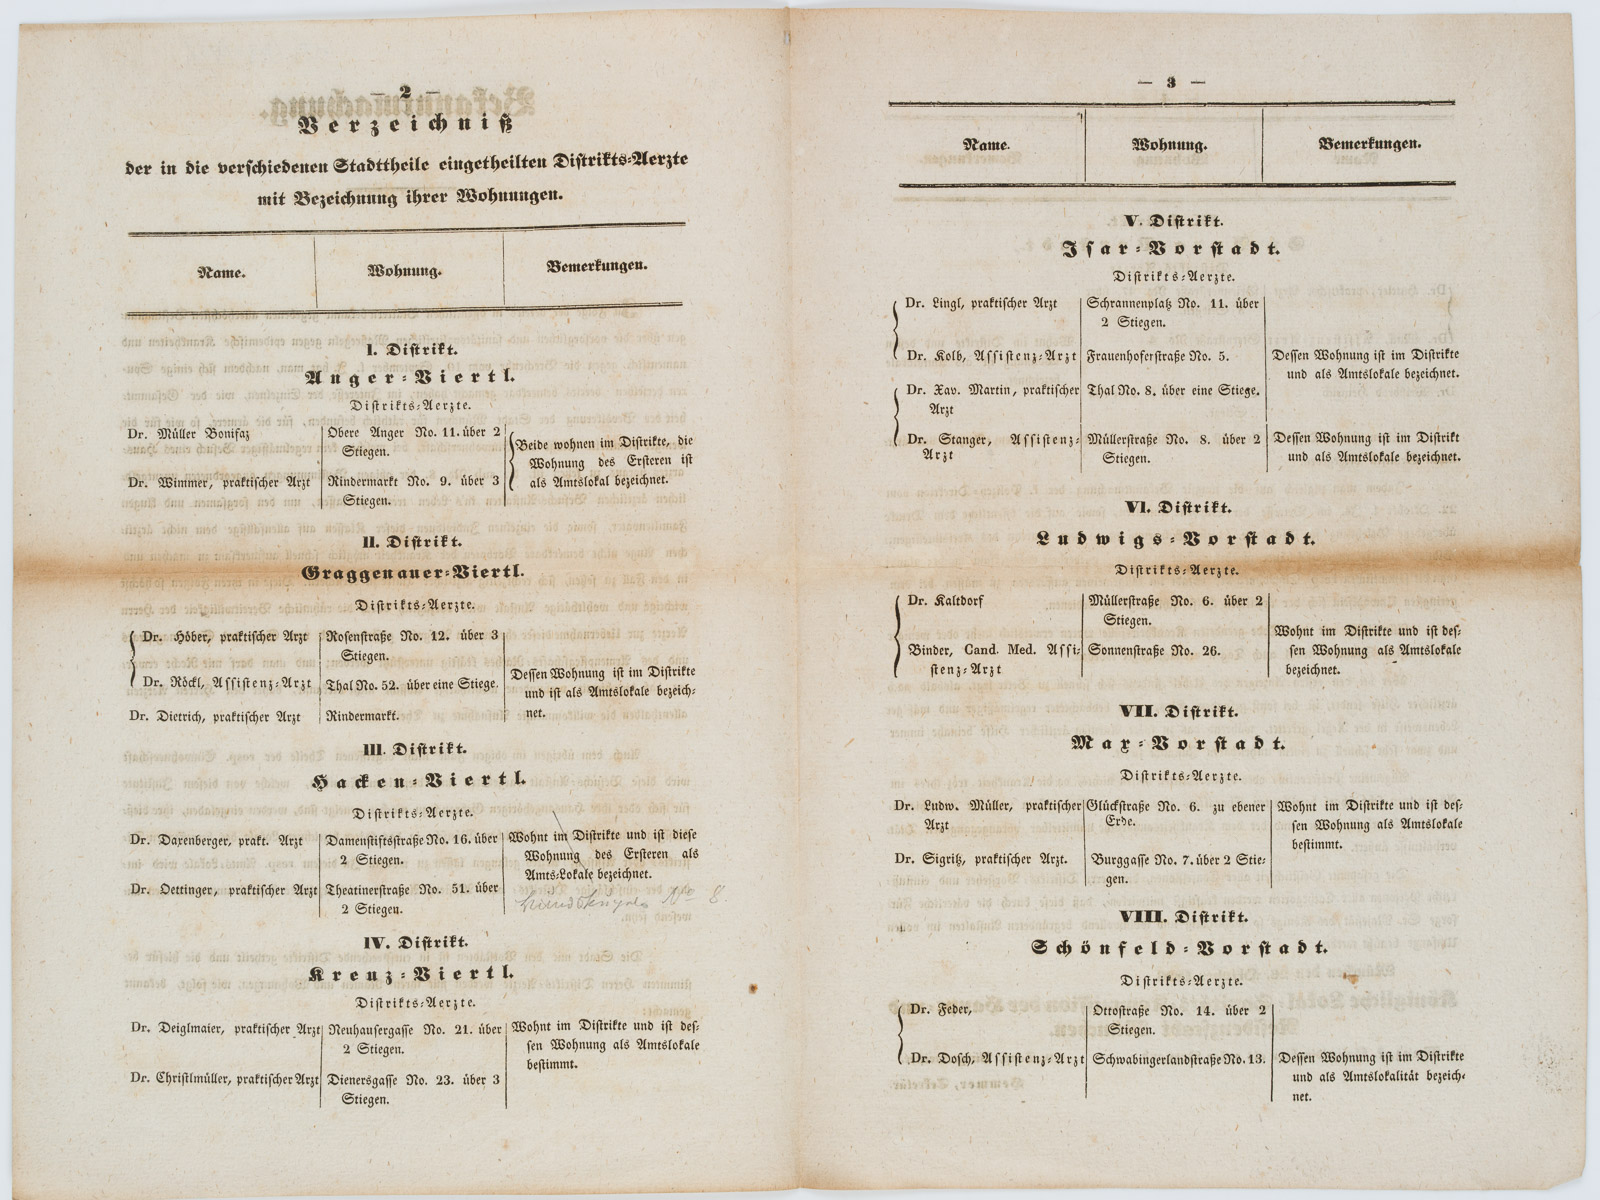 — 2 —
Verzeichniß
der in die verschiedenen Stadttheile eingetheilten Distrikts-Aerzte
mit Bezeichnung ihrer Wohnungen.
Name. Wohnung. Bemerkungen.
I. Distrikt.
Anger-Viertl.
Distrikts-Aerzte.
Dr. Müller Bonifaz Obere Anger No. 11. über 2
Stiegen.
Beide wohnen im Distrikte, die
Wohnung des Ersteren ist
als Amtslokal bezeichnet.
Dr. Wimmer, praktischer Arzt Rindermarkt No. 9. über 3
Stiegen.
II. Distrikt.
Graggenauer-Viertl.
Distrikts-Aerzte.
Dr. Höber, praktischer Arzt Rosenstraße No. 12. über 3
Stiegen.
Dr. Röckl, Assistenz-Arzt Thal No. 52. über eine Stiege.
Dessen Wohnung ist im Distrikte
und ist als Amtslokale bezeich-
net.
Dr. Dietrich, praktischer Arzt Rindermarkt.
III. Distrikt.
Hacken-Viertl.
Distrikts-Aerzte.
Dr. Daxenberger, prakt. Arzt Damenstiftsstraße No. 16. über
2 Stiegen.
Wohnt im Distrikte und ist diese
Wohnung des Ersteren als
Amts-Lokale bezeichnet.
Dr. Oettinger, praktischer Arzt Theatinerstraße No. 51. über
2 Stiegen.
No 8.
IV. Distrikt.
Kreuz-Viertl.
Distrikts-Aerzte.
Dr. Deiglmaier, praktischer Arzt Neuhausergasse No. 21. über
2 Stiegen.
Wohnt im Distrikte und ist des-
sen Wohnung als Amtslokale
bestimmt.
Dr. Christlmüller, praktischer Arzt Dienersgasse No. 23. über 3
Stiegen.
— 3 —
Name. Wohnung. Bemerkungen.
V. Distrikt.
Isar-Vorstadt.
Distrikts-Aerzte.
Dr. Lingl, praktischer Arzt Schrannenplatz No. 11. über
2 Stiegen.
Dr. Kolb, Assistenz-Arzt Frauenhoferstraße No. 5. Dessen Wohnung ist im Distrikte
und als Amtslokale bezeichnet.
Dr. Xav. Martin, praktischer Thal No. 8. über eine Stiege.
Arzt
Dr. Stanger, Assistenz- Müllerstraße No. 8. über 2 Dessen Wohnung ist im Distrikt
Arzt Stiegen. und als Amtslokale bezeichnet.
VI. Distrikt.
Ludwigs-Vorstadt.
Distrikts-Aerzte.
Dr. Kaltdorf Müllerstraße No. 6. über 2
Stiegen.
Wohnt im Distrikte und ist des-
sen Wohnung als Amtslokale
bezeichnet.
Binder, Cand. Med. Assi- Sonnenstraße No. 26.
stenz-Arzt
VII. Distrikt.
Max-Vorstadt.
Distrikts-Aerzte.
Dr. Ludw. Müller, praktischer Glückstraße No. 6. zu ebener Wohnt im Distrikte und ist des-
Arzt Erde. sen Wohnung als Amtslokale
bestimmt.
Dr. Sigritz, praktischer Arzt. Burggasse No. 7. über 2 Stie-
gen.
VIII. Distrikt.
Schönfeld-Vorstadt.
Distrikts-Aerzte.
Dr. Feder, Ottostraße No. 14. über 2
Stiegen.
Dr. Dosch, Assistenz-Arzt Schwabingerlandstraße No. 13. Dessen Wohnung ist im Distrikte
und als Amtslokalität bezeich-
net.